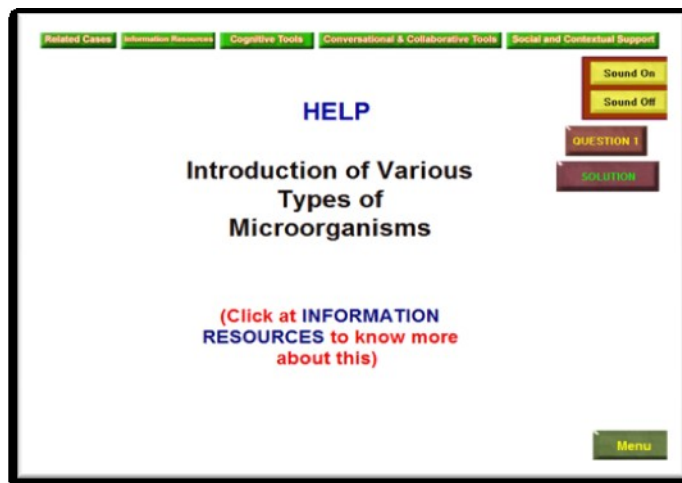 Related Cases
Information Resources
Cognitive Tools
Conversational & Collaborative Tools
Social and Contextual Support
Sound On
Sound Off
QUESTION 1
SOLUTION
HELP
Introduction of Various
Types of
Microorganisms
(Click at INFORMATION
RESOURCES to know more
about this)
Menu